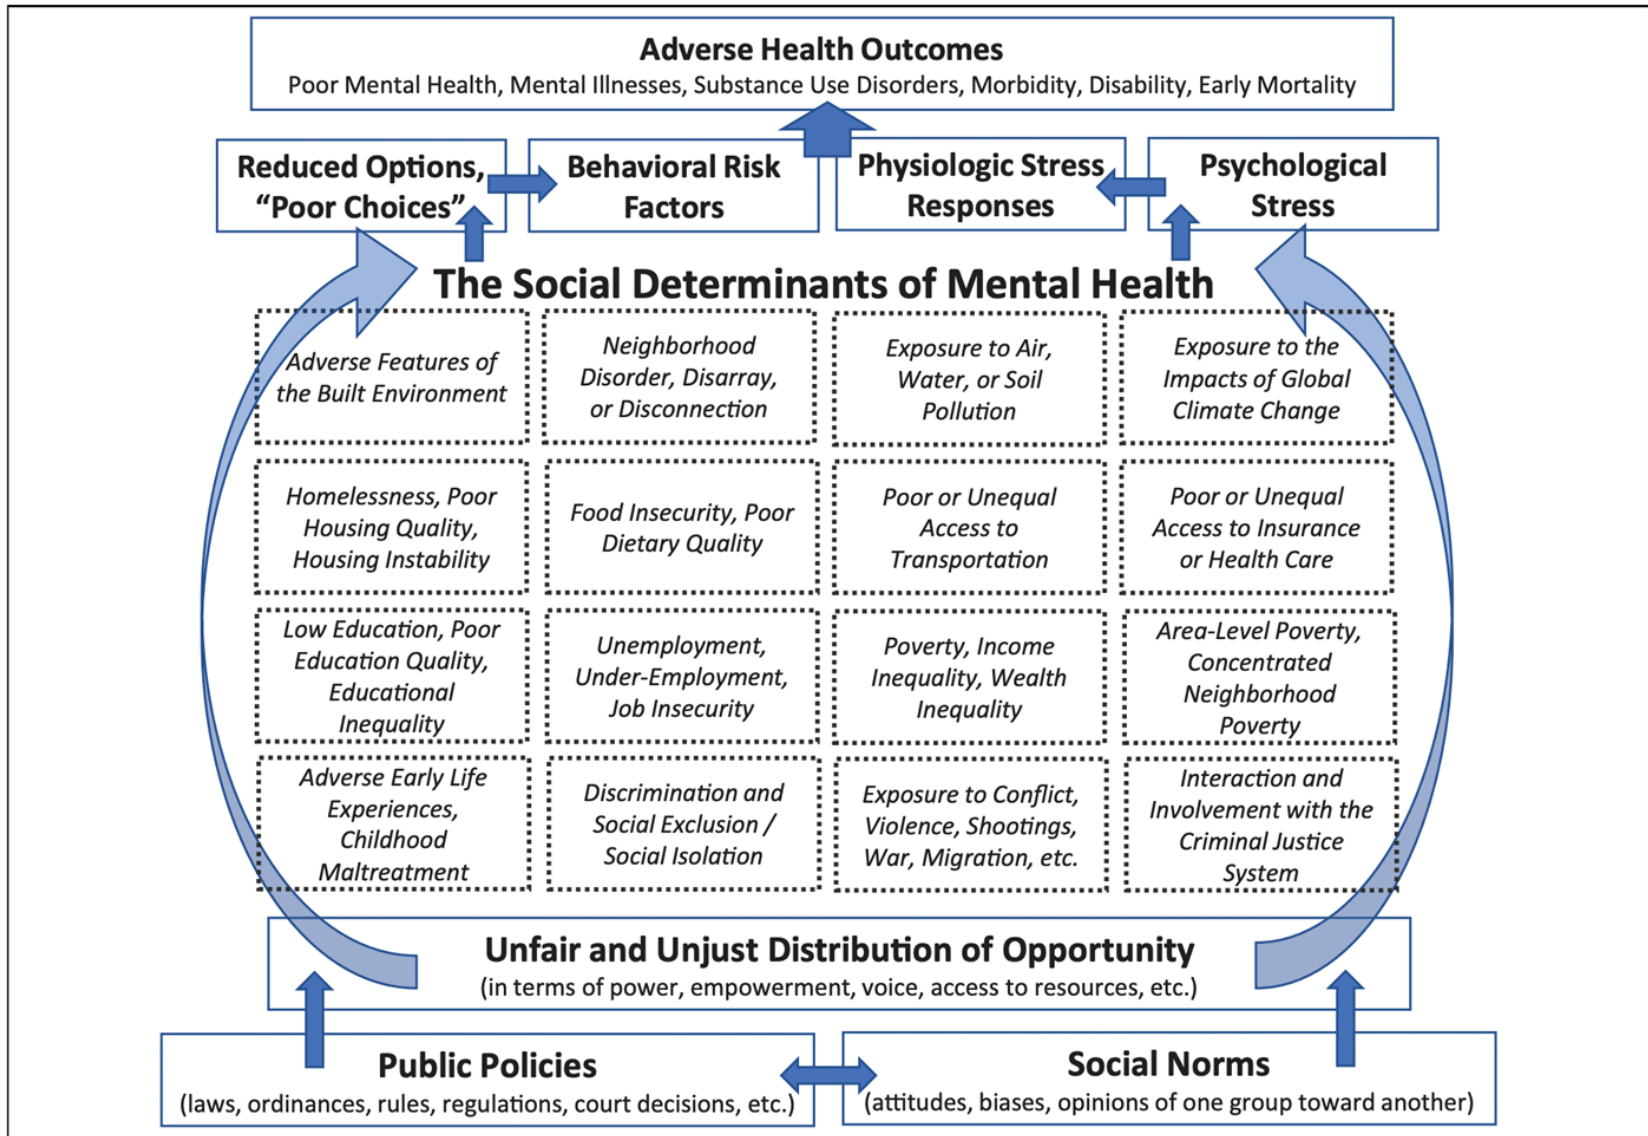 Adverse Health Outcomes
Poor Mental Health, Mental Illnesses, Substance Use Disorders, Morbidity, Disability, Early Mortality
Reduced Options,
“Poor Choices”
Behavioral Risk
Factors
Physiologic Stress
Responses
Psychological
Stress
The Social Determinants of Mental Health
Adverse Features of
the Built Environment
Neighborhood
Disorder, Disarray,
or Disconnection
Exposure to Air,
Water, or Soil
Pollution
Exposure to the
Impacts of Global
Climate Change
Homelessness, Poor
Housing Quality,
Housing Instability
Food Insecurity, Poor
Dietary Quality
Poor or Unequal
Access to
Transportation
Poor or Unequal
Access to Insurance
or Health Care
Low Education, Poor
Education Quality,
Educational
Inequality
Unemployment,
Under-Employment,
Job Insecurity
Poverty, Income
Inequality, Wealth
Inequality
Area-Level Poverty,
Concentrated
Neighborhood
Poverty
Adverse Early Life
Experiences,
Childhood
Maltreatment
Discrimination and
Social Exclusion /
Social Isolation
Exposure to Conflict,
Violence, Shootings,
War, Migration, etc.
Interaction and
Involvement with the
Criminal Justice
System
Unfair and Unjust Distribution of Opportunity
(in terms of power, empowerment, voice, access to resources, etc.)
Public Policies
(laws, ordinances, rules, regulations, court decisions, etc.)
Social Norms
(attitudes, biases, opinions of one group toward another)